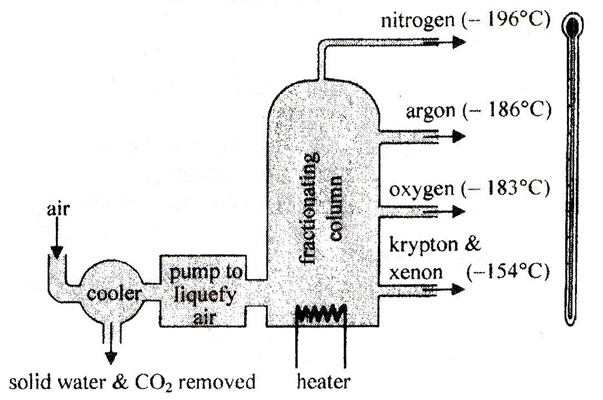 nitrogen (– 196°C)
argon (– 186°C)
oxygen (– 183°C)
krypton &
xenon (–154°C)
fractionating
column
air
cooler
pump to
liquefy
air
solid water & CO₂ removed
heater